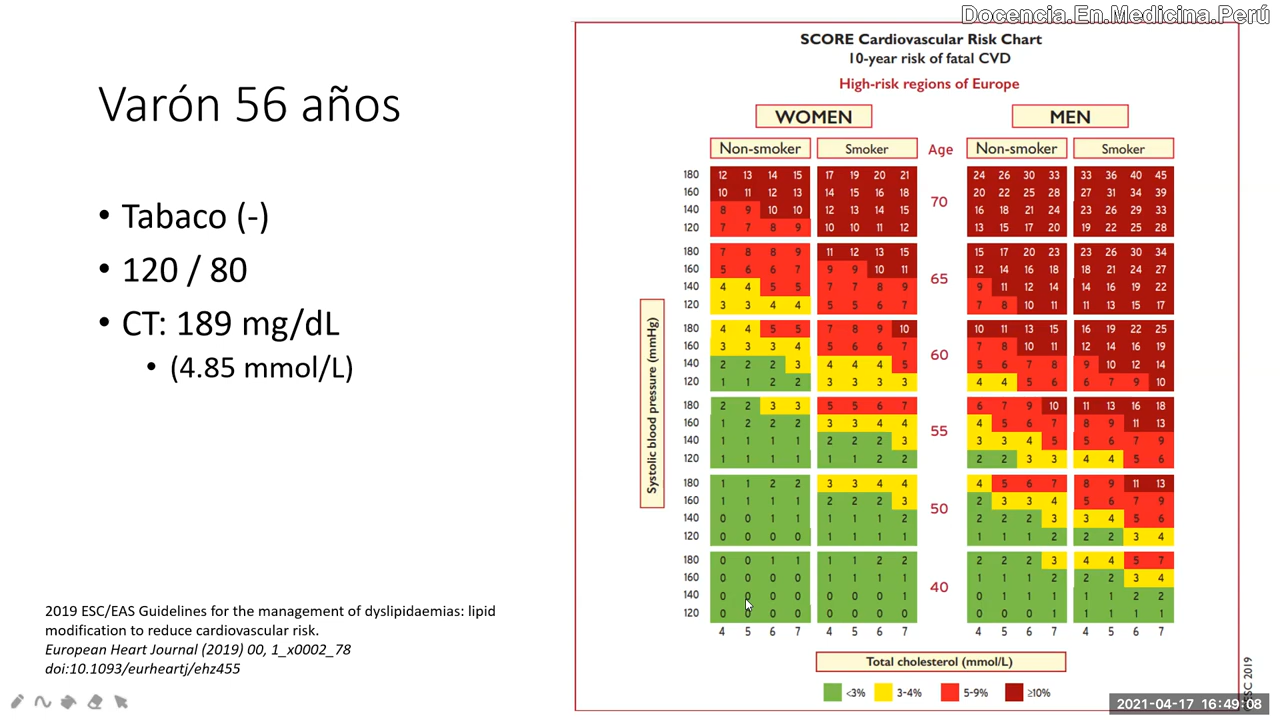 Docencia.En.Medicina.Perú
Varón 56 años
• Tabaco (-)
• 120 / 80
• CT: 189 mg/dL
• (4.85 mmol/L)
2019 ESC/EAS Guidelines for the management of dyslipidaemias: lipid
modification to reduce cardiovascular risk.
European Heart Journal (2019) 00, 1_x0002_78
doi:10.1093/eurheartj/ehz455
SCORE Cardiovascular Risk Chart
10-year risk of fatal CVD
High-risk regions of Europe
WOMEN MEN
Non-smoker Smoker Age Non-smoker Smoker
Systolic blood pressure (mmHg)
180 12 13 14 15 17 19 20 21 24 26 30 33 33 36 40 45
160 10 11 12 13 14 15 16 18 20 22 25 28 27 31 34 39
70
140 8 9 10 10 12 13 14 15 16 18 21 24 23 26 29 33
120 7 7 8 9 10 10 11 12 13 15 17 20 19 22 25 28
180 7 8 8 9 11 12 13 15 15 17 20 23 23 26 30 34
160 5 6 6 7 9 9 10 11 12 14 16 18 18 21 24 27
65
140 4 4 5 5 7 7 8 9 9 11 12 14 14 16 19 22
120 3 3 4 4 5 5 6 7 7 8 10 11 11 13 15 17
180 4 4 5 5 7 8 9 10 10 11 13 15 16 19 22 25
160 3 3 3 4 5 6 6 7 7 8 10 11 12 14 16 19
60
140 2 2 2 3 4 4 4 5 5 6 7 8 9 10 12 14
120 1 1 2 2 3 3 3 3 4 4 5 6 6 7 9 10
180 2 2 3 3 5 5 6 7 6 7 9 10 11 13 16 18
160 1 2 2 2 3 3 4 4 4 5 6 7 8 9 11 13
55
140 1 1 1 1 2 2 2 3 3 3 4 5 5 6 7 9
120 1 1 1 1 1 1 2 2 2 2 3 3 4 4 5 6
180 1 1 2 2 3 3 4 4 4 5 6 7 8 9 11 13
160 1 1 1 1 2 2 2 3 2 3 3 4 5 6 7 9
50
140 0 0 1 1 1 1 1 2 2 2 2 3 3 4 5 6
120 0 0 0 0 1 1 1 1 1 1 1 2 2 2 3 4
180 0 0 1 1 1 1 2 2 2 2 2 3 4 4 5 7
160 0 0 0 0 1 1 1 1 1 1 1 2 2 2 3 4
40
140 0 0 0 0 0 0 0 1 0 1 1 1 1 1 2 2
120 0 0 0 0 0 0 0 0 0 0 1 1 1 1 1 1
4 5 6 7 4 5 6 7 4 5 6 7 4 5 6 7
Total cholesterol (mmol/L)
<3% 3-4% 5-9% ≥10%
ESC 2019
2021-04-17 16:49:08